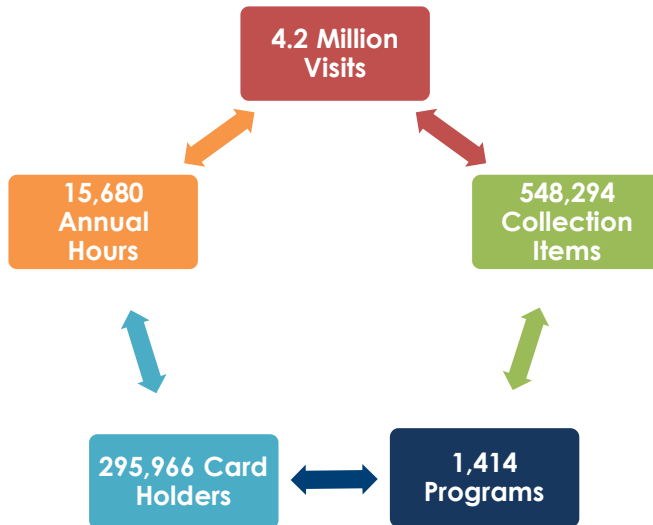 4.2 Million
Visits
15,680
Annual
Hours
548,294
Collection
Items
295,966 Card
Holders
1,414
Programs